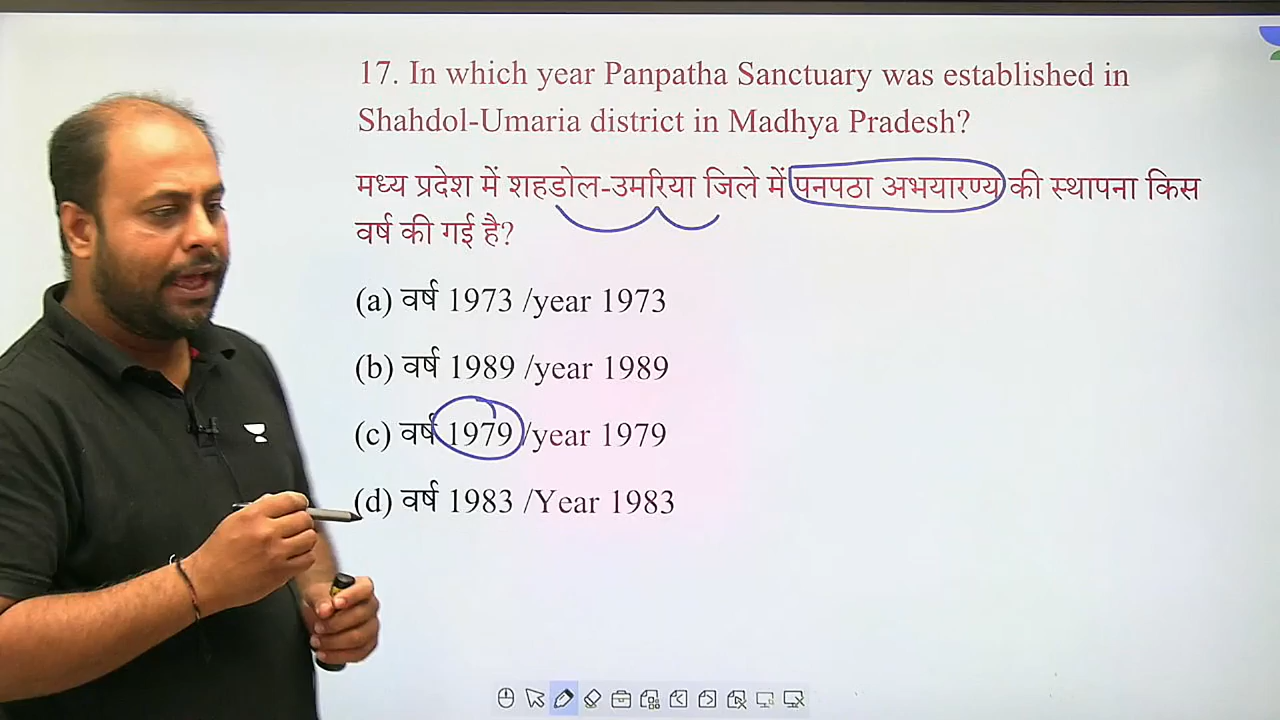 17. In which year Panpatha Sanctuary was established in
Shahdol-Umaria district in Madhya Pradesh?
मध्य प्रदेश में शहडोल-उमरिया जिले में पनपठा अभयारण्य की स्थापना किस
वर्ष की गई है?
(a) वर्ष 1973 /year 1973
(b) वर्ष 1989 /year 1989
(c) वर्ष 1979 /year 1979
(d) वर्ष 1983 /Year 1983